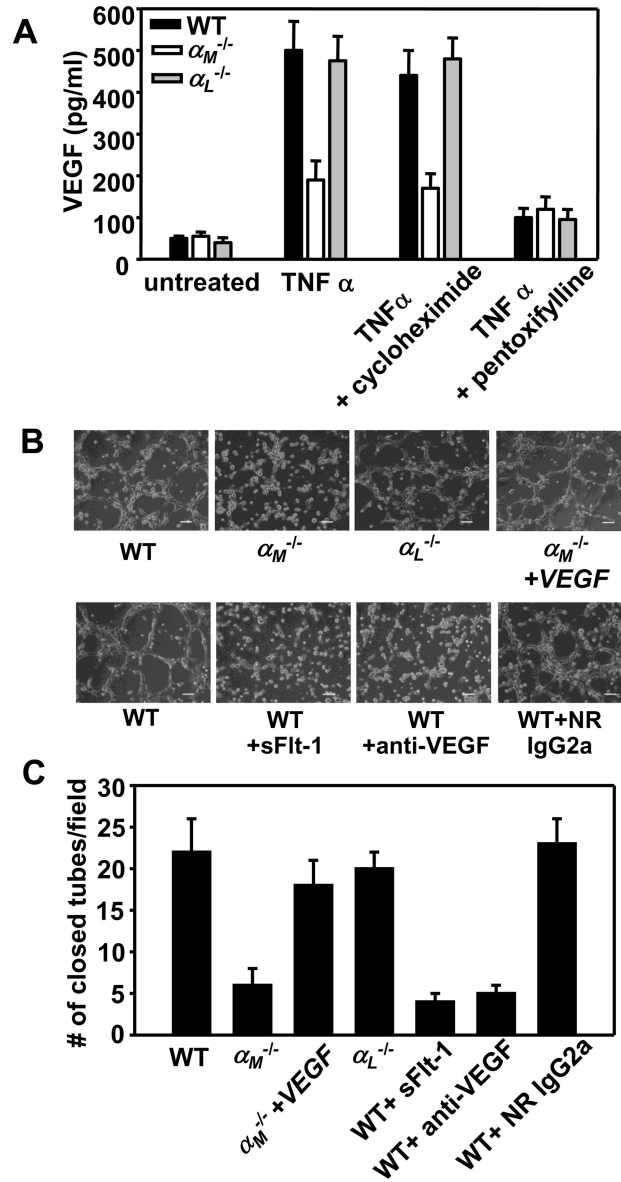 A
600
500
400
300
200
100
0
VEGF (pg/ml)
WT
αM-/-
αL-/-
untreated
TNF α
TNFα
+ cycloheximide
TNF α
+ pentoxifylline
B
WT
αM-/-
αL-/-
αM-/-
+VEGF
WT
WT
+sFlt-1
WT
+anti-VEGF
WT+NR
IgG2a
C
30
25
20
15
10
5
0
# of closed tubes/field
WT
αM-/-
αM-/- +VEGF
αL-/-
WT+ sFlt-1
WT+ anti-VEGF
WT+ NR IgG2a